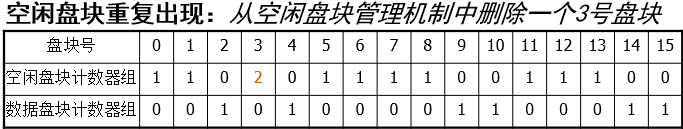 空闲盘块重复出现：从空闲盘块管理机制中删除一个3号盘块
盘块号 0 1 2 3 4 5 6 7 8 9 10 11 12 13 14 15
空闲盘块计数器组 1 1 0 2 0 1 1 1 1 0 0 1 1 1 0 0
数据盘块计数器组 0 0 1 0 1 0 0 0 0 1 1 0 0 0 1 1